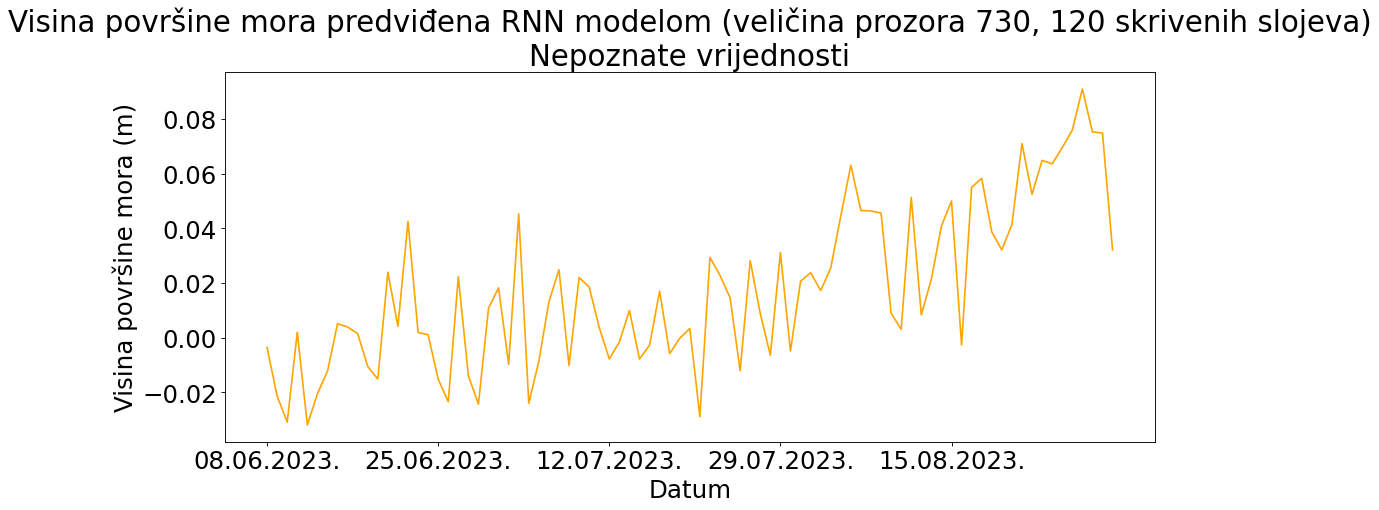 Visina površine mora predviđena RNN modelom (veličina prozora 730, 120 skrivenih slojeva)
Nepoznate vrijednosti
Visina površine mora (m)
0.08
0.06
0.04
0.02
0.00
−0.02
08.06.2023. 25.06.2023. 12.07.2023. 29.07.2023. 15.08.2023.
Datum